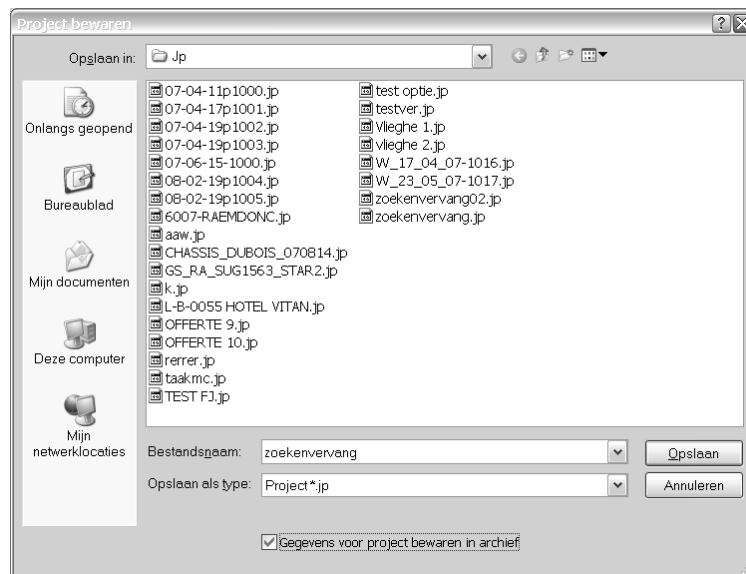 Project bewaren
Opslaan in:
Jp
Onlangs geopend
Bureaublad
Mijn documenten
Deze computer
Mijn
netwerklocaties
07-04-11p1000.jp
07-04-17p1001.jp
07-04-19p1002.jp
07-04-19p1003.jp
07-06-15-1000.jp
08-02-19p1004.jp
08-02-19p1005.jp
6007-RAEMDONC.jp
aaw.jp
CHASSIS_DUBOIS_070814.jp
GS_RA_SUG1563_STAR2.jp
k.jp
L-B-0055 HOTEL VITAN.jp
OFFERTE 9.jp
OFFERTE 10.jp
rerrer.jp
taakmc.jp
TEST FJ.jp
test optie.jp
testver.jp
Vlieghe 1.jp
vlieghe 2.jp
W_17_04_07-1016.jp
W_23_05_07-1017.jp
zoekenvervang02.jp
zoekenvervang.jp
Bestandsnaam:
zoekenvervang
Opslaan
Opslaan als type:
Project*.jp
Annuleren
Gegevens voor project bewaren in archief